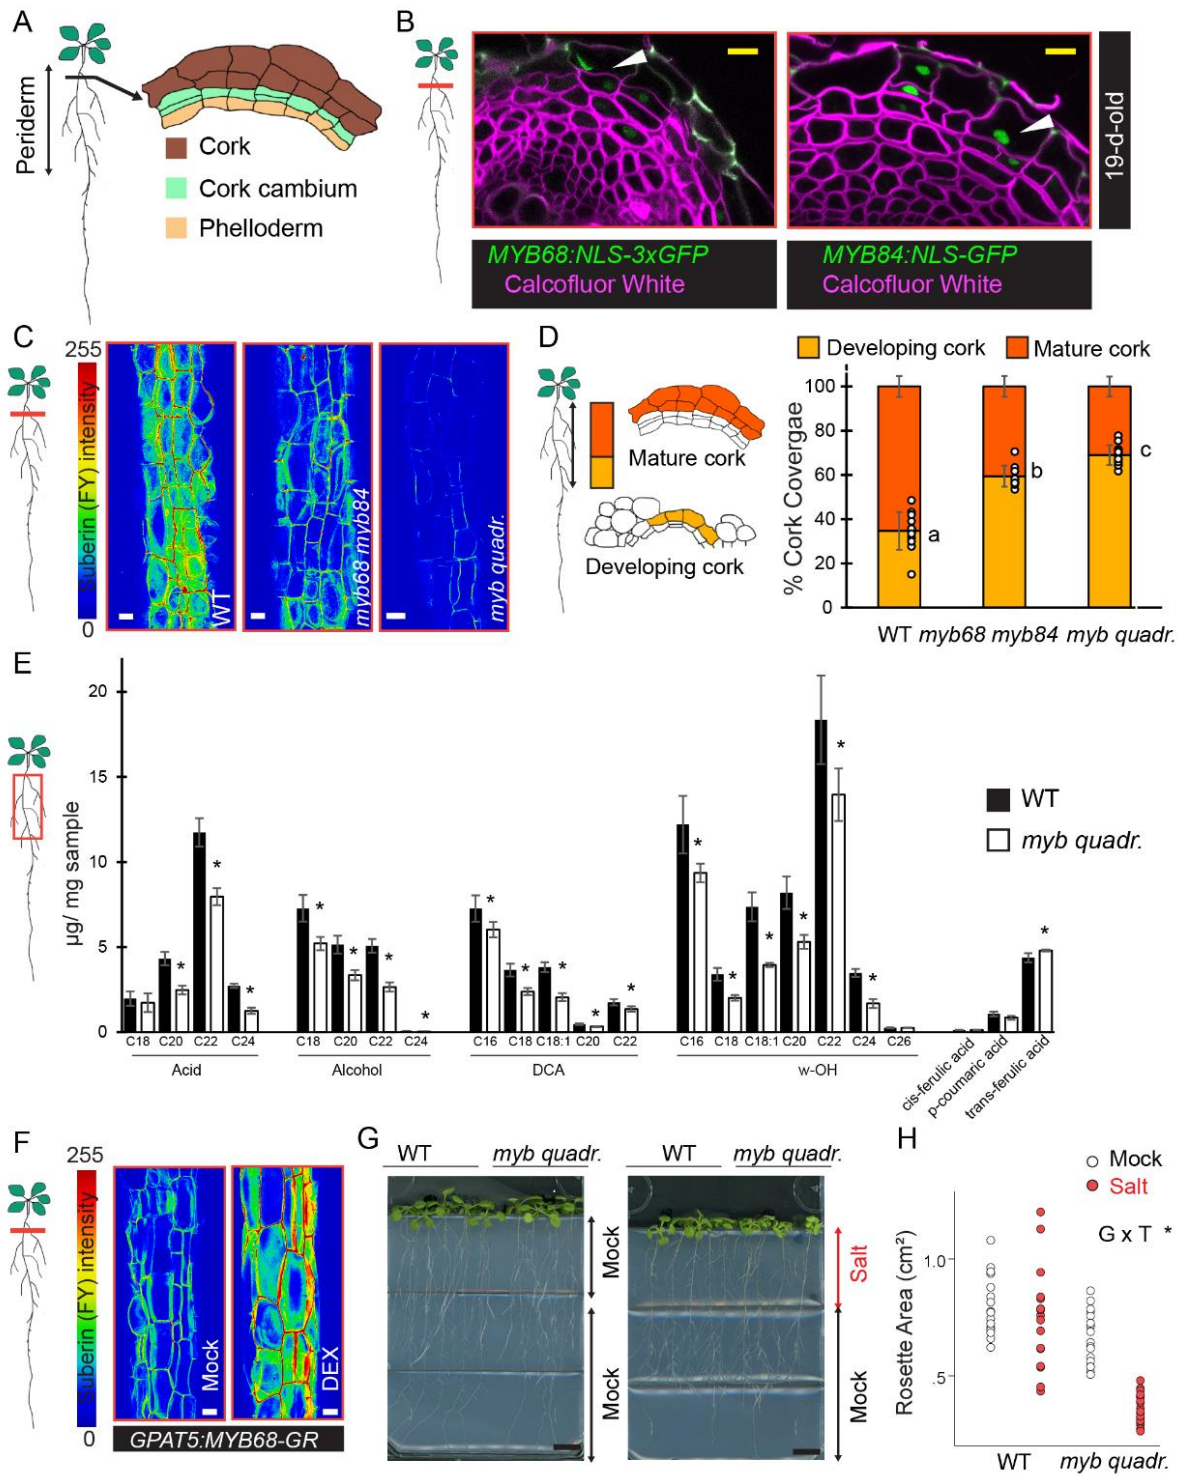 A
Periderm
Cork
Cork cambium
Phelloderm
B
19-d-old
MYB68:NLS-3xGFP
Calcofluor White
MYB84:NLS-GFP
Calcofluor White
C
255
Suberin (FY) intensity
0
WT
myb68 myb84
myb quadr.
D
Mature cork
Developing cork
Developing cork
Mature cork
% Cork Covergae
100
80
60
40
20
0
a
b
c
WT myb68 myb84 myb quadr.
E
µg/ mg sample
20
15
10
5
0
WT
myb quadr.
* * * * * * * * * * * * * * * * * * *
C18 C20 C22 C24
Acid
C18 C20 C22 C24
Alcohol
C16 C18 C18:1 C20 C22
DCA
C16 C18 C18:1 C20 C22 C24 C26
w-OH
cis-ferulic acid
p-coumaric acid
trans-ferulic acid
F
255
Suberin (FY) intensity
0
Mock
DEX
GPAT5:MYB68-GR
G
WT myb quadr.
Mock
Mock
WT myb quadr.
Salt
Mock
H
Mock
Salt
G x T *
Rosette Area (cm²)
1.0
.5
WT myb quadr.